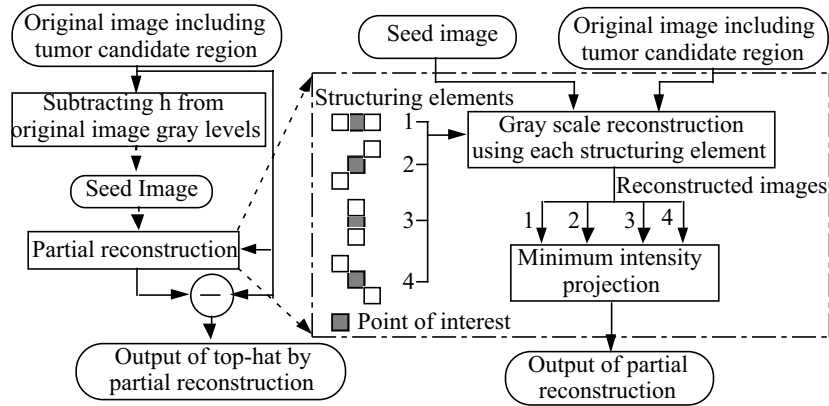 Original image including
tumor candidate region
Subtracting h from
original image gray levels
Seed Image
Partial reconstruction
Output of top-hat by
partial reconstruction
Seed image
Original image including
tumor candidate region
Structuring elements
1
2
3
4
Point of interest
Gray scale reconstruction
using each structuring element
Reconstructed images
1 2 3 4
Minimum intensity
projection
Output of partial
reconstruction